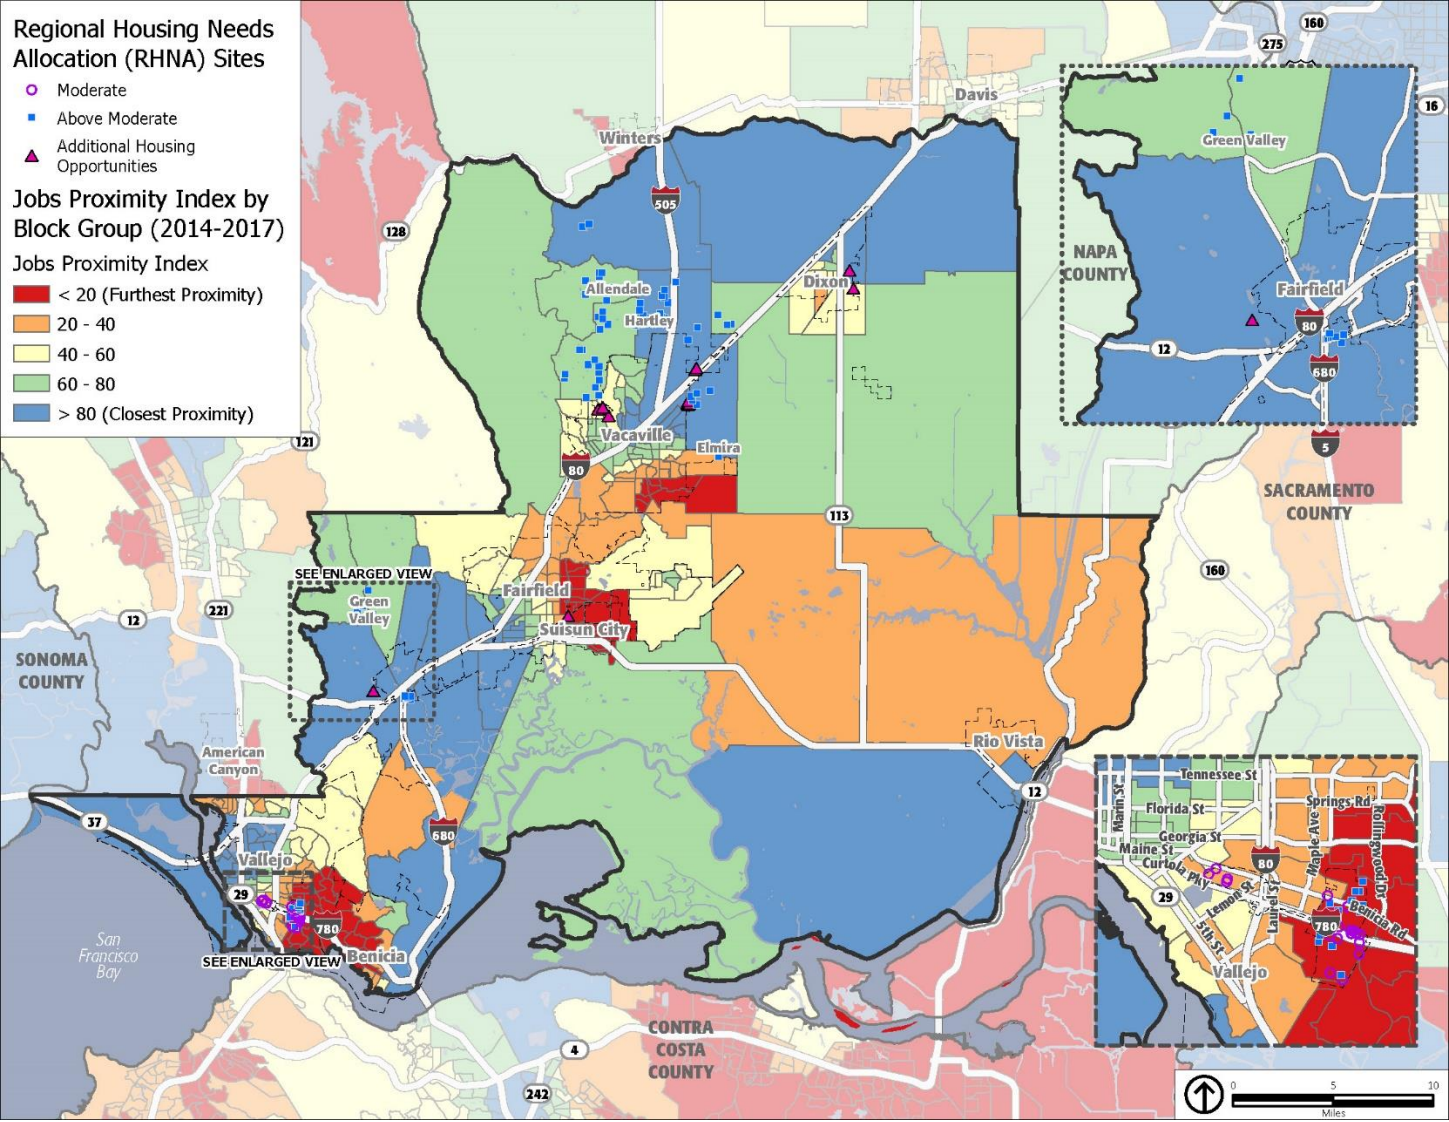 Regional Housing Needs
Allocation (RHNA) Sites
Moderate
Above Moderate
Additional Housing
Opportunities
Jobs Proximity Index by
Block Group (2014-2017)
Jobs Proximity Index
< 20 (Furthest Proximity)
20 - 40
40 - 60
60 - 80
> 80 (Closest Proximity)
160
275
Davis
16
Winters
505
128
Green Valley
NAPA
COUNTY
Fairfield
80
12
680
Dixon
Allendale
Hartley
121
Vacaville
Elmira
80
5
SACRAMENTO
COUNTY
113
160
SEE ENLARGED VIEW
Green
Valley
Fairfield
Suisun City
221
12
SONOMA
COUNTY
American
Canyon
Rio Vista
12
37
680
Vallejo
29
780
SEE ENLARGED VIEW
Benicia
San
Francisco
Bay
Tennessee St
Marin St
Florida St
Springs Rd
Georgia St
Maine St
Curtola Pky
Maple Ave
Rollingwood Dr
80
29
Lemon St
Laurel St
5th St
Benicia Rd
780
Vallejo
CONTRA
COSTA
COUNTY
4
242
0 5 10
Miles